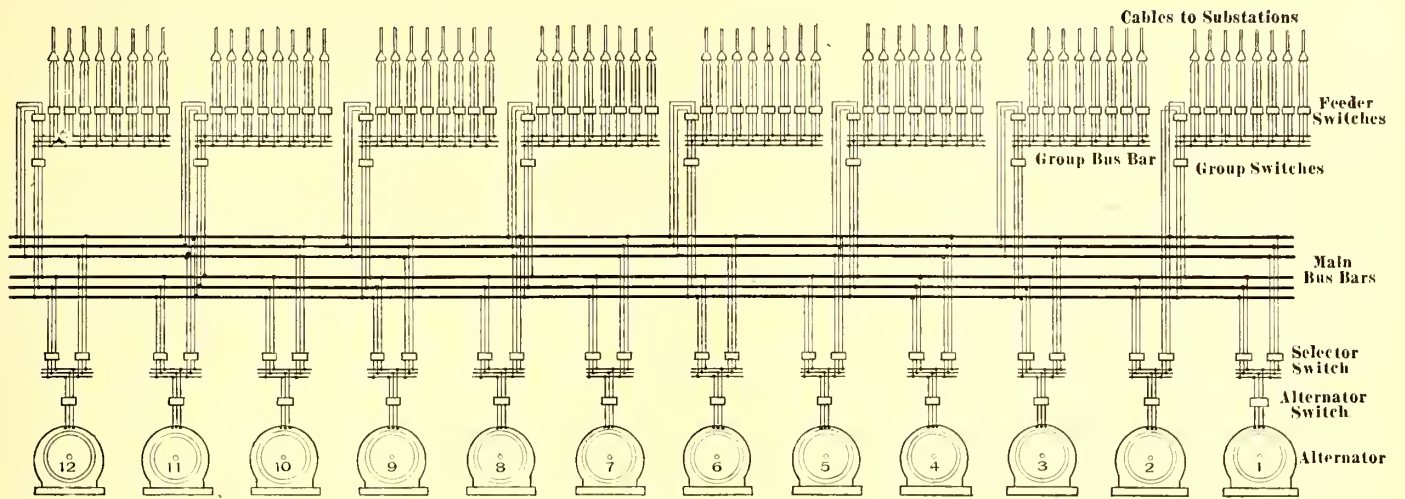 Cables to Substations
Feeder
Switches
Group Bus Bar
Group Switches
Main
Bus Bars
Selector
Switch
Alternator
Switch
12 11 10 9 8 7 6 5 4 3 2 1 Alternator